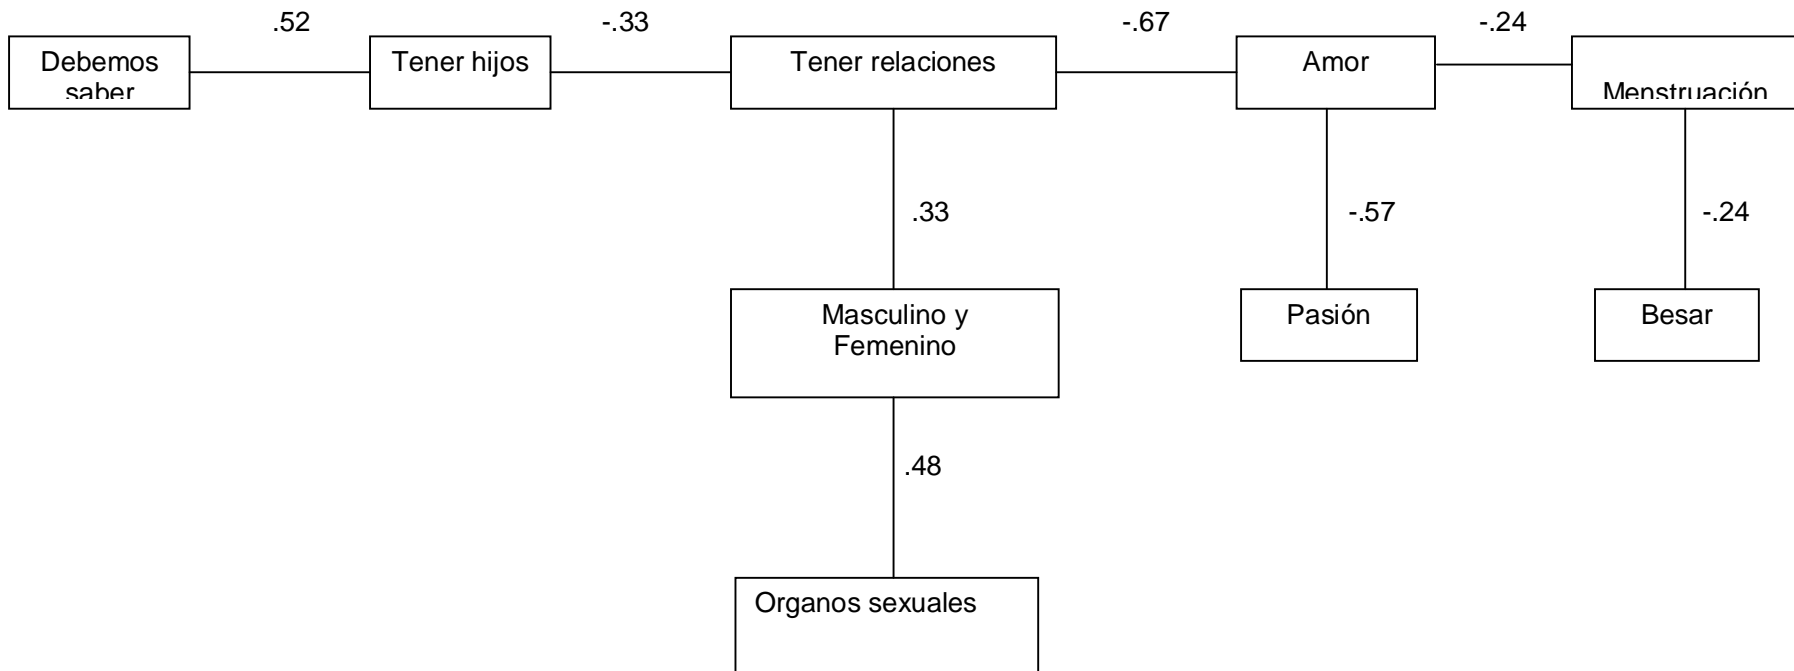 .52
-.33
-.67
-.24
Debemos
saber
Tener hijos
Tener relaciones
Amor
Menstruación
.33
-.57
-.24
Masculino y
Femenino
Pasión
Besar
.48
Organos sexuales